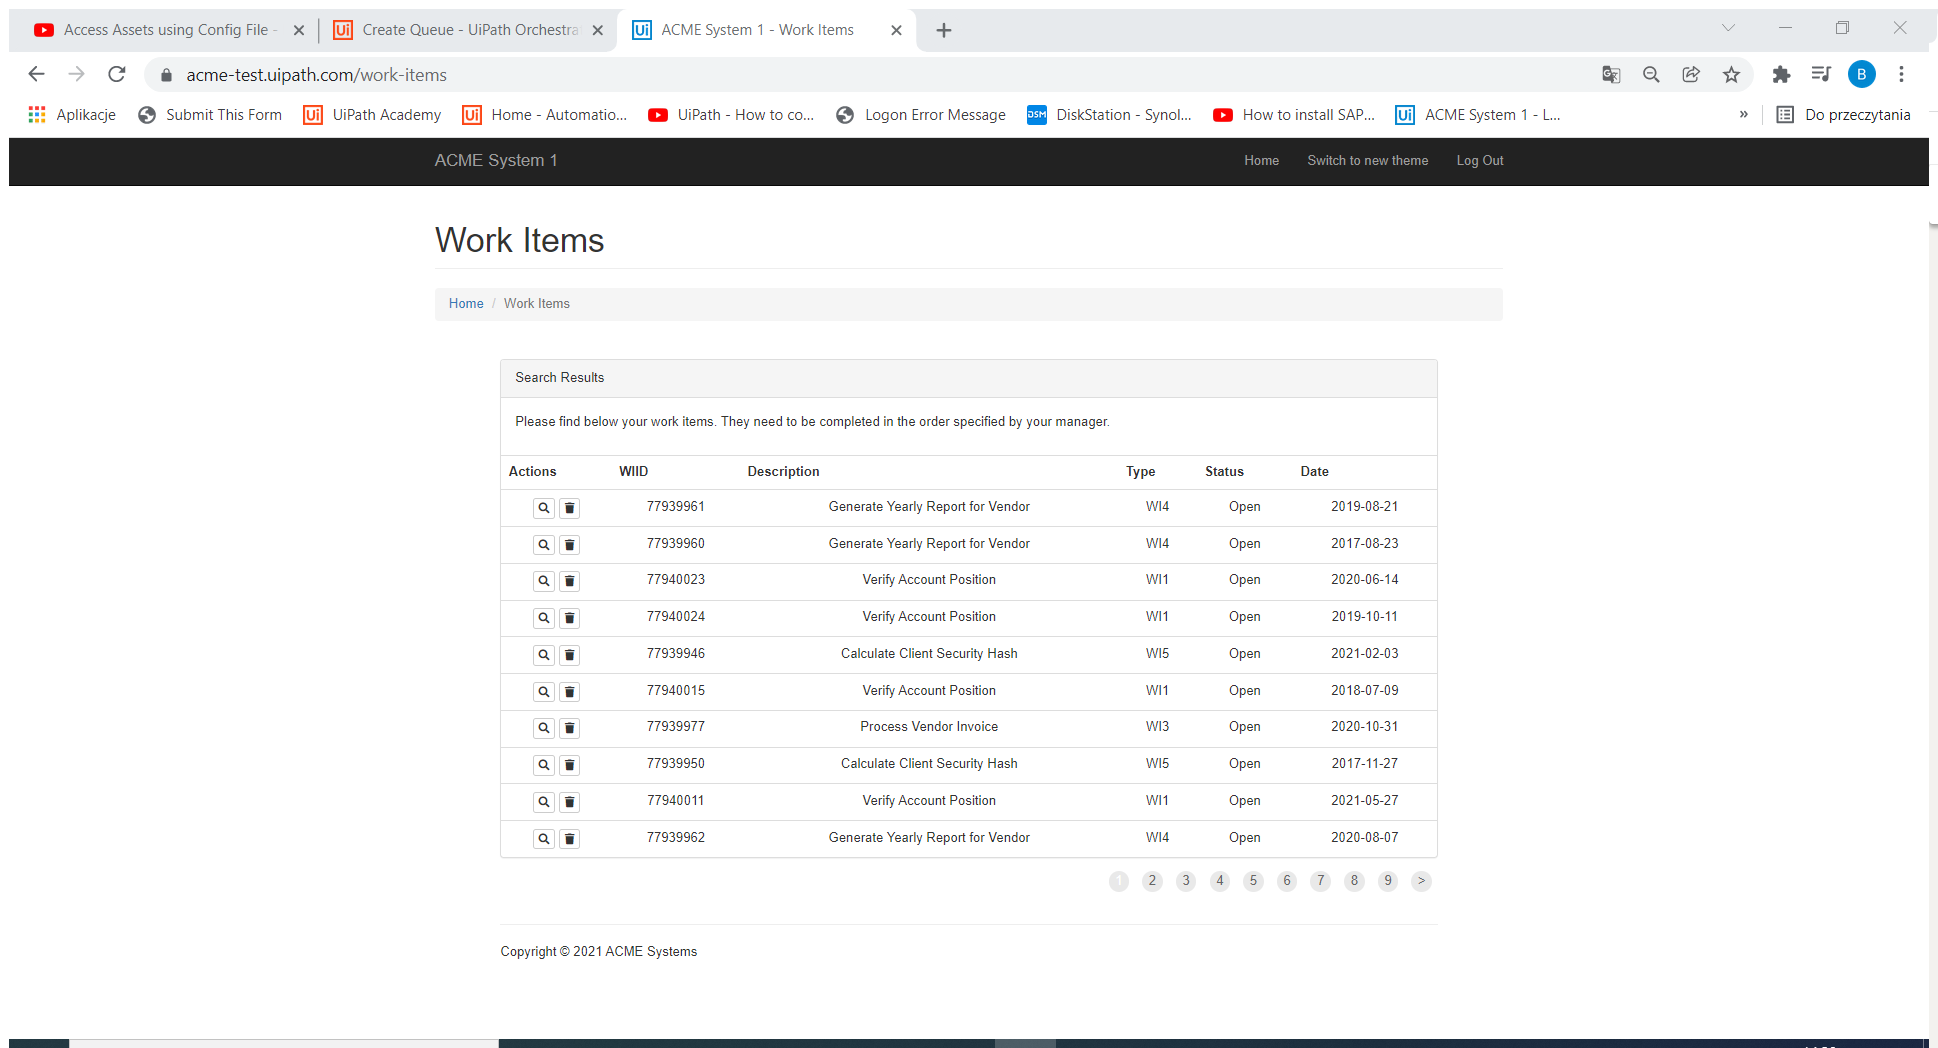 Access Assets using Config File -
Create Queue - UiPath Orchestra
ACME System 1 - Work Items
acme-test.uipath.com/work-items
B
Aplikacje
Submit This Form
UiPath Academy
Home - Automatio...
UiPath - How to co...
Logon Error Message
DSM
DiskStation - Synol...
How to install SAP...
ACME System 1 - L...
»
Do przeczytania
ACME System 1
Home
Switch to new theme
Log Out
Work Items
Home / Work Items
Search Results
Please find below your work items. They need to be completed in the order specified by your manager.
Actions WIID Description Type Status Date
77939961 Generate Yearly Report for Vendor WI4 Open 2019-08-21
77939960 Generate Yearly Report for Vendor WI4 Open 2017-08-23
77940023 Verify Account Position WI1 Open 2020-06-14
77940024 Verify Account Position WI1 Open 2019-10-11
77939946 Calculate Client Security Hash WI5 Open 2021-02-03
77940015 Verify Account Position WI1 Open 2018-07-09
77939977 Process Vendor Invoice WI3 Open 2020-10-31
77939950 Calculate Client Security Hash WI5 Open 2017-11-27
77940011 Verify Account Position WI1 Open 2021-05-27
77939962 Generate Yearly Report for Vendor WI4 Open 2020-08-07
1 2 3 4 5 6 7 8 9 >
Copyright © 2021 ACME Systems